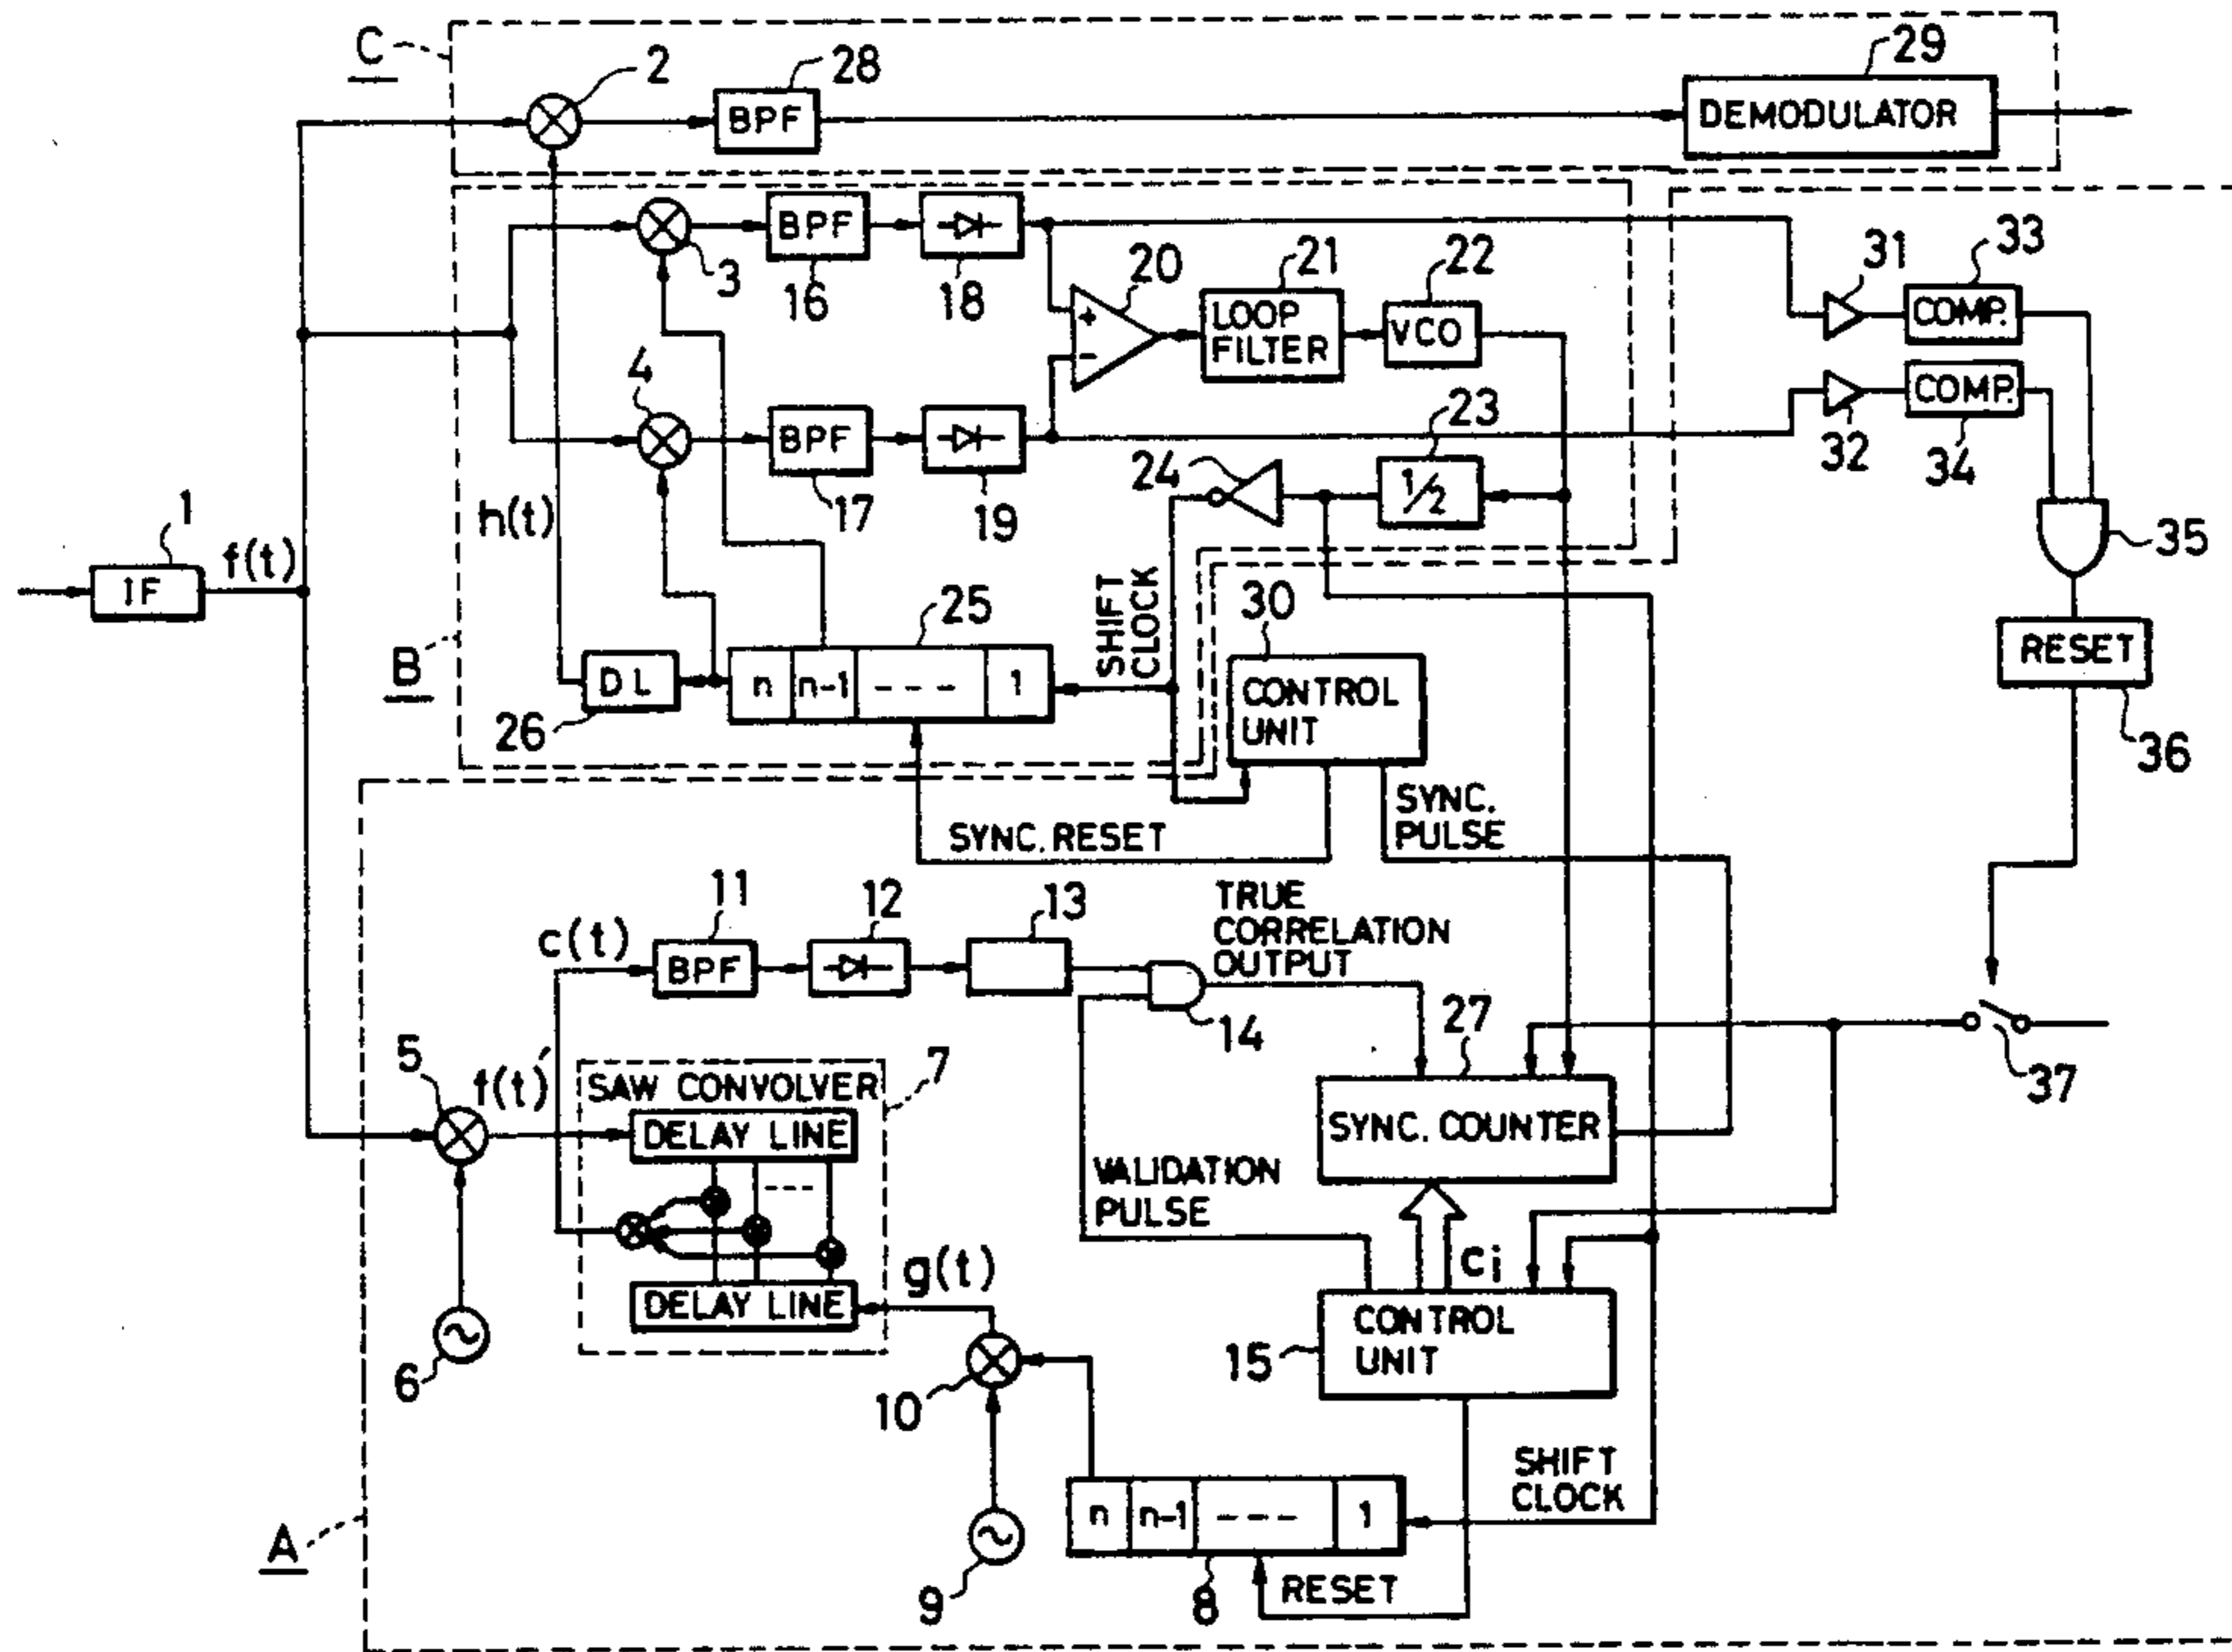 C
2
28
29
BPF
DEMODULATOR
3
BPF
16
18
20
21
LOOP
FILTER
22
VCO
31
33
COMP.
4
BPF
17
19
24
23
1/2
32
COMP.
34
35
1
IF
f(t)
h(t)
B
DL
26
25
n
n-1
---
1
SHIFT
CLOCK
30
CONTROL
UNIT
RESET
36
SYNC. RESET
SYNC.
PULSE
11
c(t)
BPF
12
13
TRUE
CORRELATION
OUTPUT
14
27
SYNC. COUNTER
37
5
f(t)'
SAW CONVOLVER
7
DELAY LINE
---
DELAY LINE
6
g(t)
10
9
VALIDATION
PULSE
Ci
15
CONTROL
UNIT
A
n
n-1
---
1
8
RESET
SHIFT
CLOCK